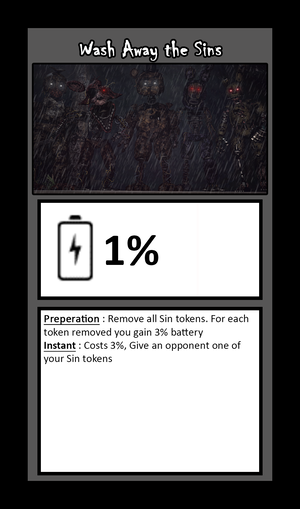 Wash Away the Sins
1%
Preperation : Remove all Sin tokens. For each
token removed you gain 3% battery
Instant : Costs 3%, Give an opponent one of
your Sin tokens